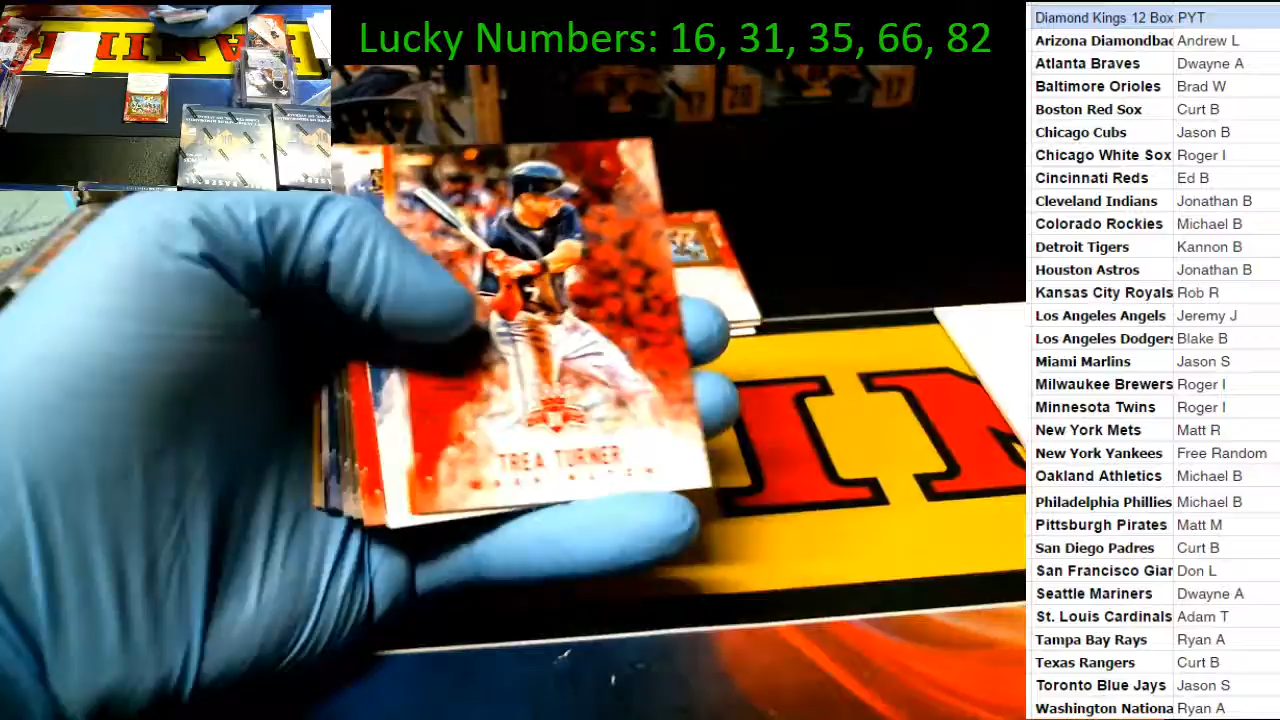 Lucky Numbers: 16, 31, 35, 66, 82
TREA TURNER
Diamond Kings 12 Box PYT
Arizona Diamondbac Andrew L
Atlanta Braves Dwayne A
Baltimore Orioles Brad W
Boston Red Sox Curt B
Chicago Cubs Jason B
Chicago White Sox Roger I
Cincinnati Reds Ed B
Cleveland Indians Jonathan B
Colorado Rockies Michael B
Detroit Tigers Kannon B
Houston Astros Jonathan B
Kansas City Royals Rob R
Los Angeles Angels Jeremy J
Los Angeles Dodgers Blake B
Miami Marlins Jason S
Milwaukee Brewers Roger I
Minnesota Twins Roger I
New York Mets Matt R
New York Yankees Free Random
Oakland Athletics Michael B
Philadelphia Phillies Michael B
Pittsburgh Pirates Matt M
San Diego Padres Curt B
San Francisco Gian Don L
Seattle Mariners Dwayne A
St. Louis Cardinals Adam T
Tampa Bay Rays Ryan A
Texas Rangers Curt B
Toronto Blue Jays Jason S
Washington Nationa Ryan A